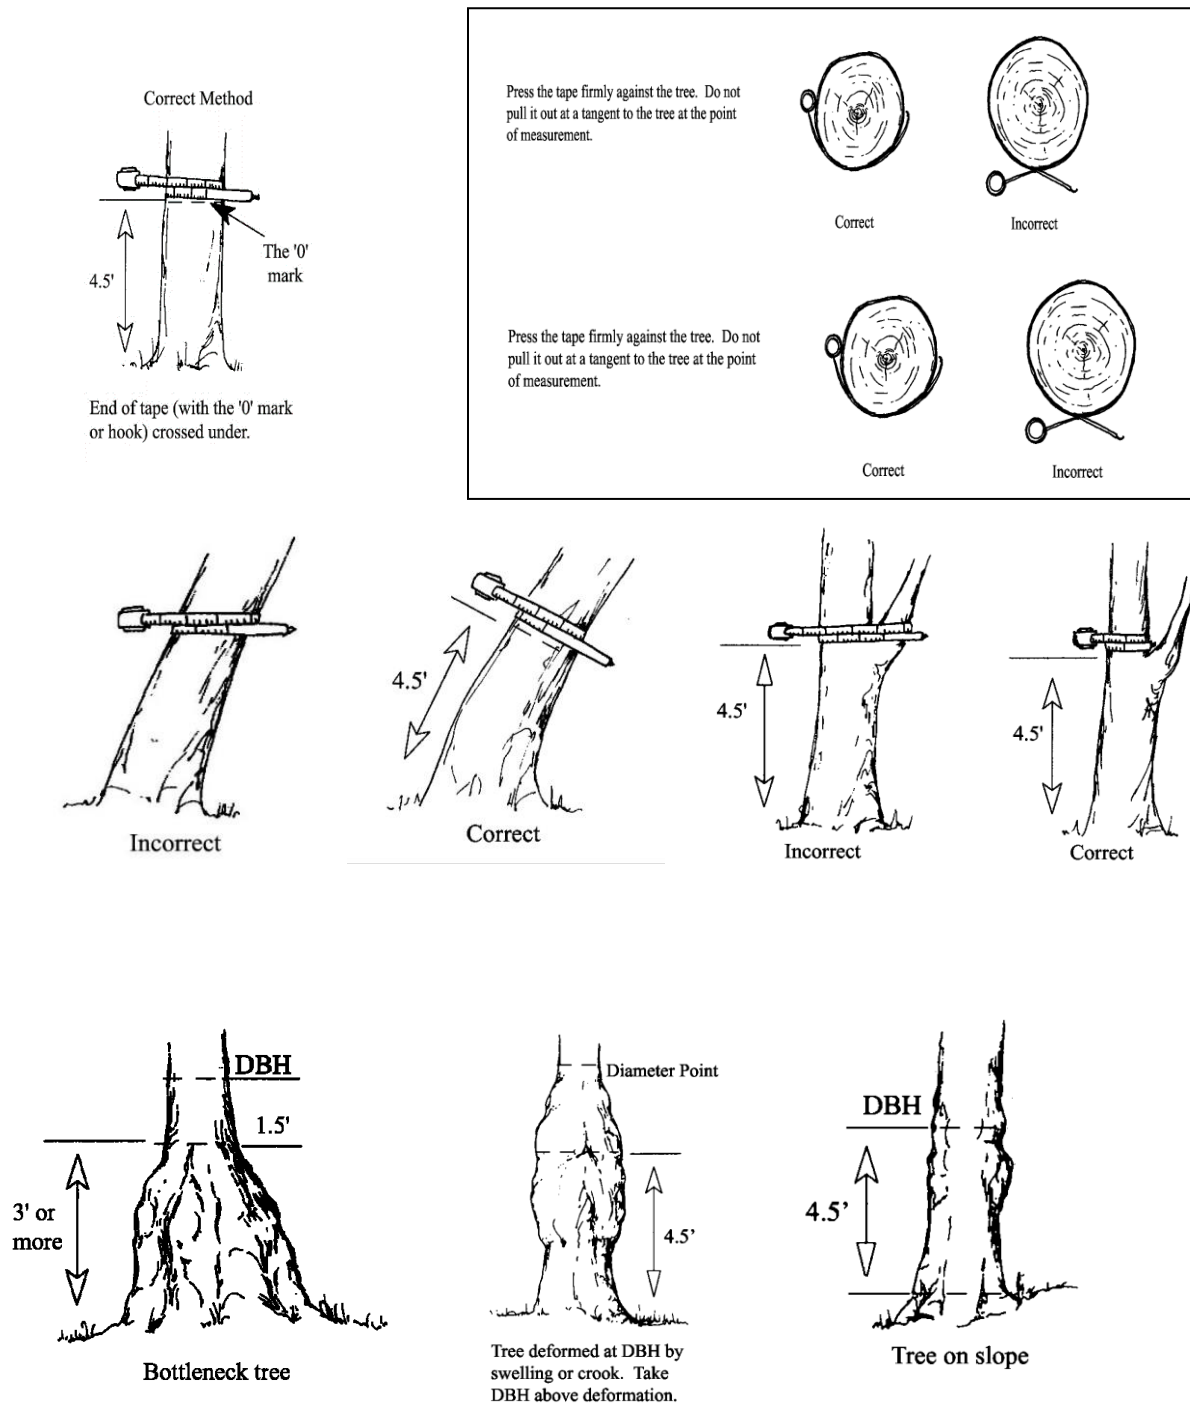 Correct Method
The '0'
mark
4.5'
End of tape (with the '0' mark
or hook) crossed under.
Press the tape firmly against the tree.  Do not
pull it out at a tangent to the tree at the point
of measurement.
Correct
Incorrect
Press the tape firmly against the tree.  Do not
pull it out at a tangent to the tree at the point
of measurement.
Correct
Incorrect
Incorrect
4.5'
Correct
4.5'
Incorrect
4.5'
Correct
DBH
1.5'
3' or
more
Bottleneck tree
Diameter Point
4.5'
Tree deformed at DBH by
swelling or crook.  Take
DBH above deformation.
DBH
4.5’
Tree on slope